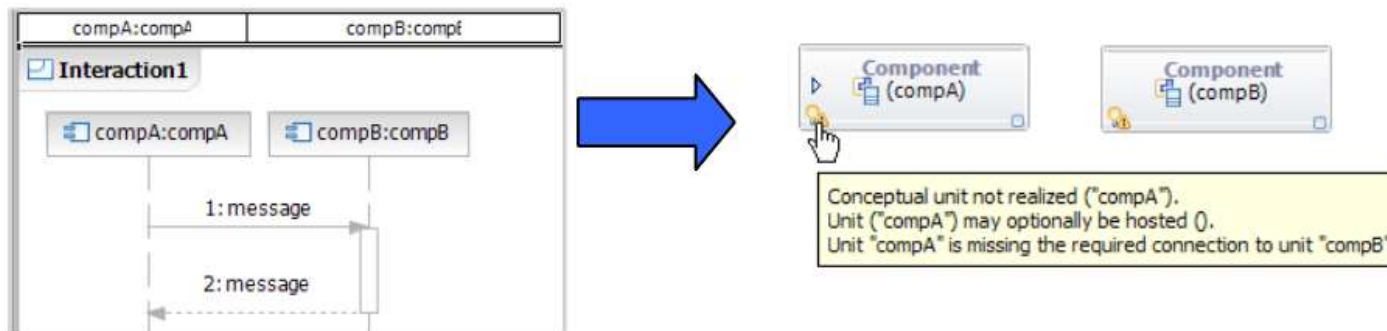 compA:compA compB:comp
Interaction1
compA:compA compB:compB
1: message
2: message
Component
(compA)
Component
(compB)
Conceptual unit not realized ("compA").
Unit ("compA") may optionally be hosted ().
Unit "compA" is missing the required connection to unit "compB"